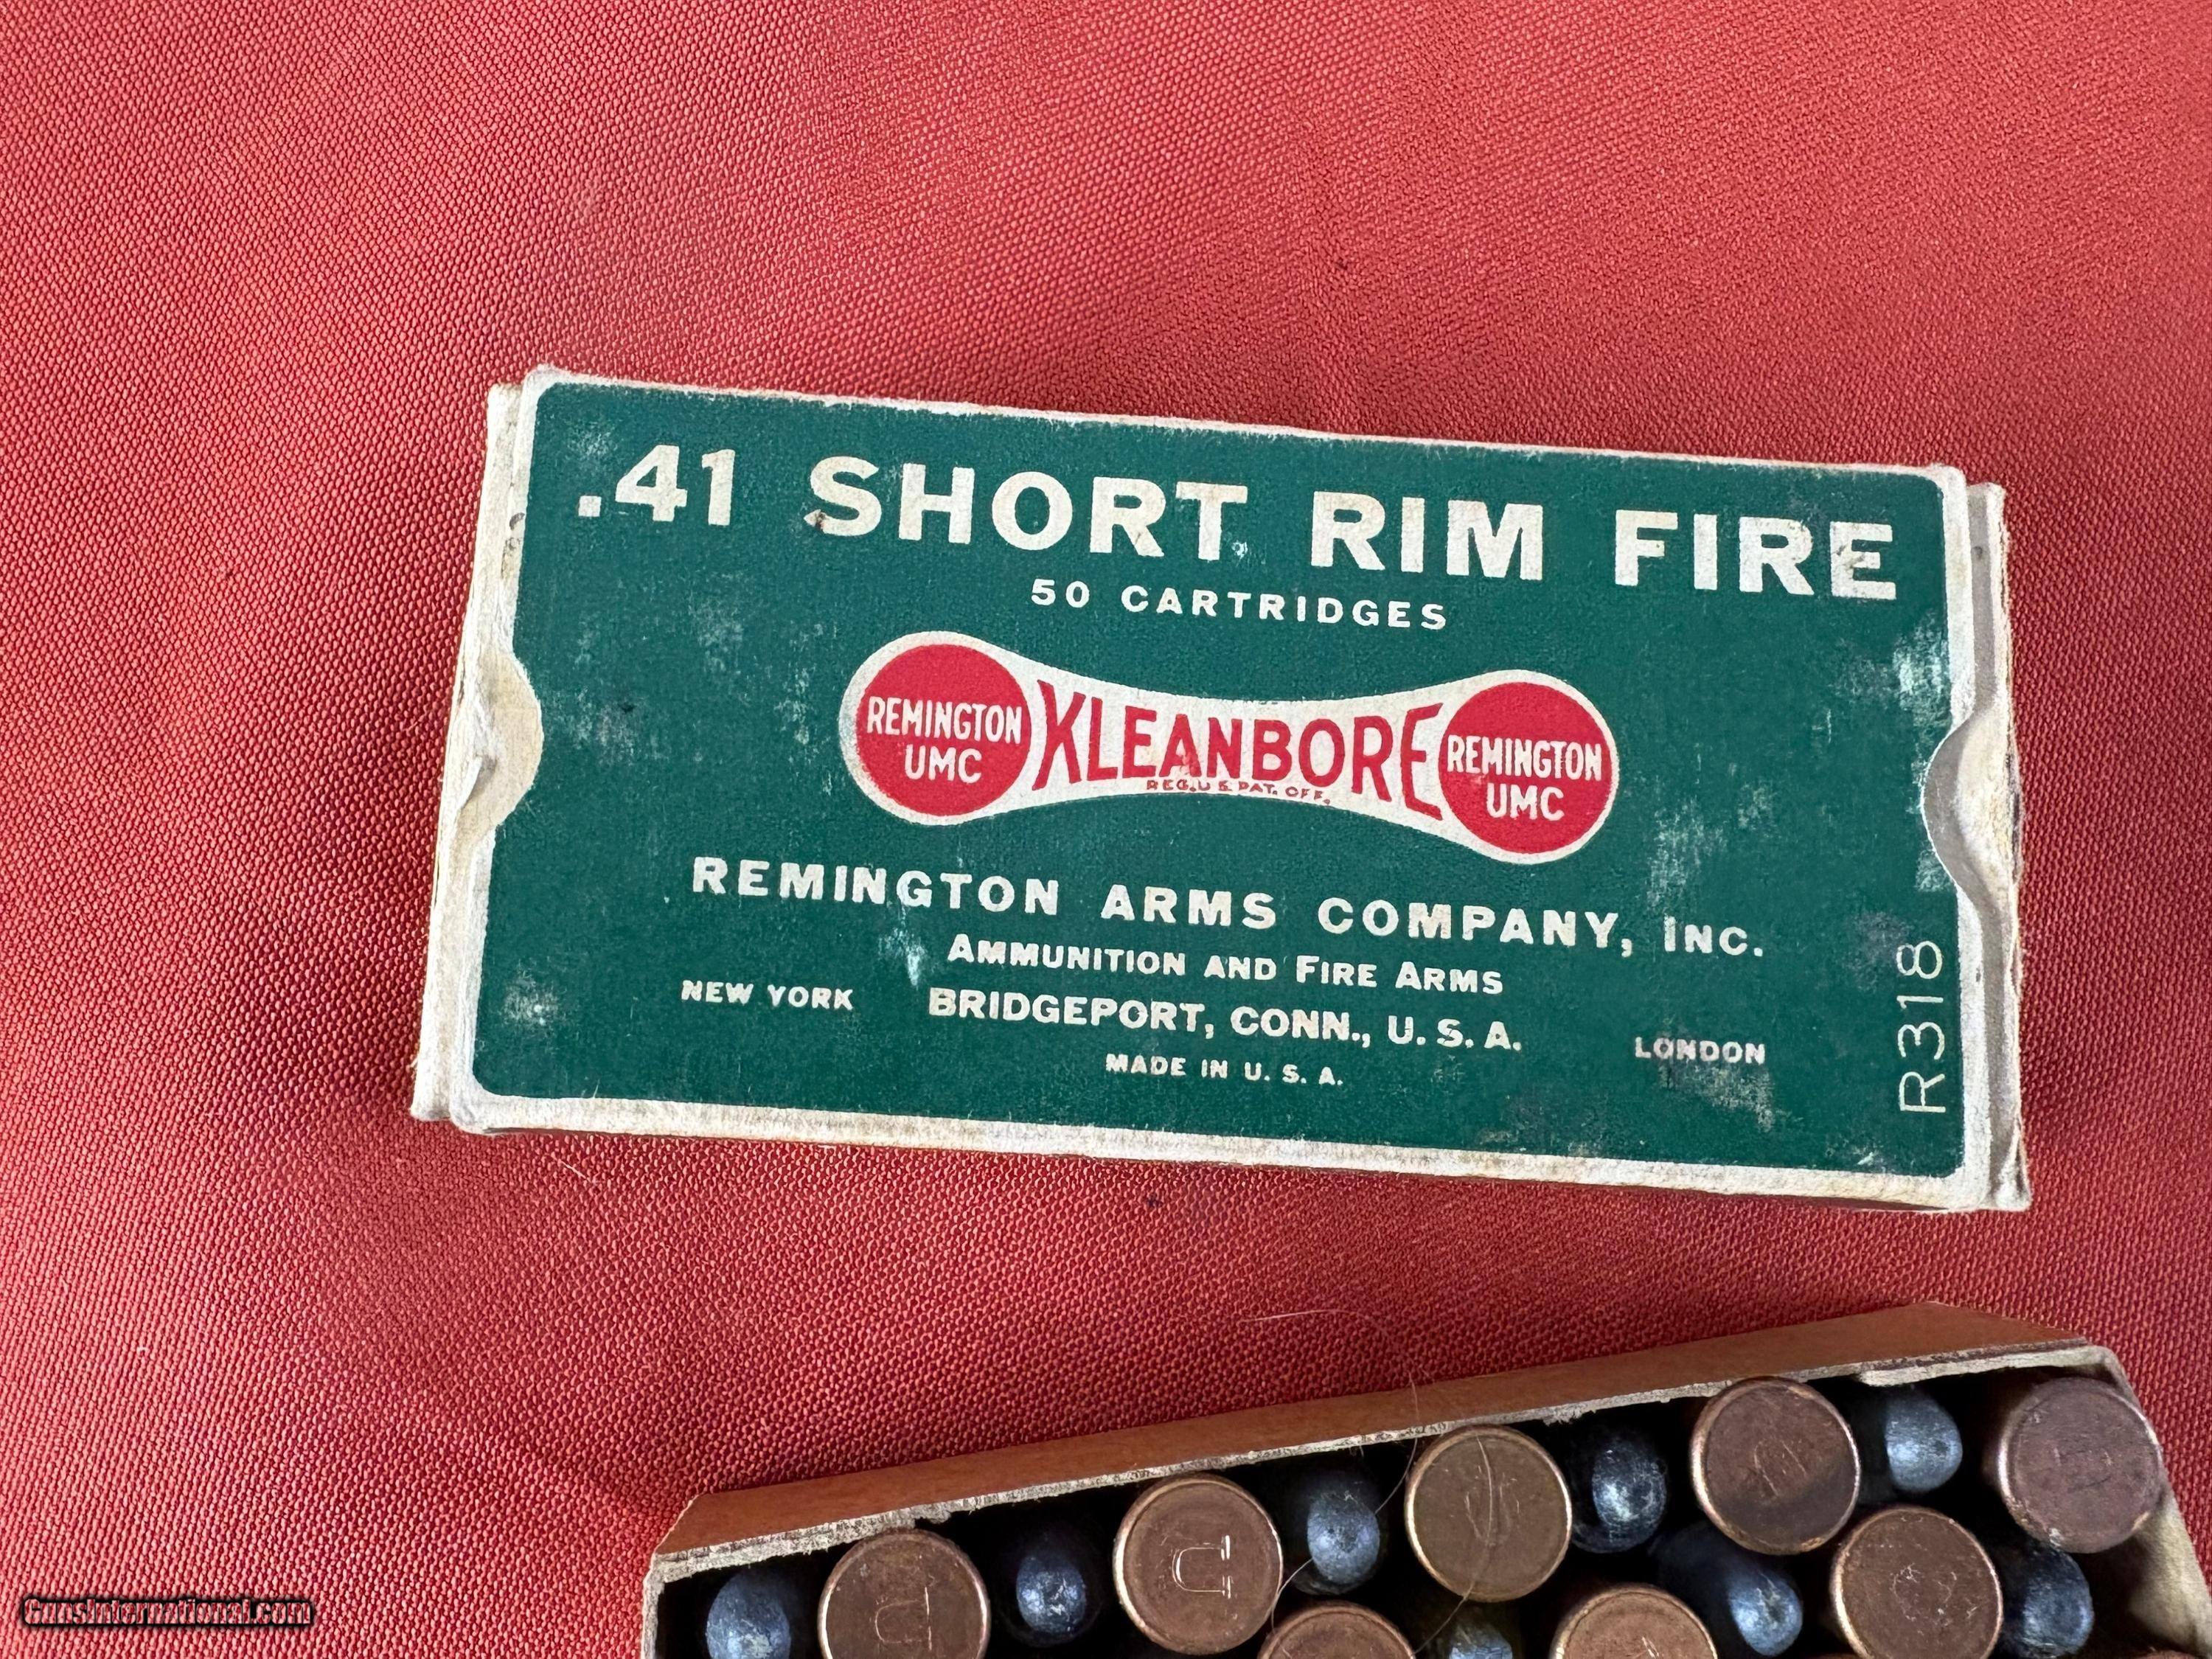 .41 SHORT RIM FIRE
50 CARTRIDGES
REMINGTON
UMC
KLEANBORE
REG. U.S. PAT. OFF.
REMINGTON
UMC
REMINGTON ARMS COMPANY, INC.
AMMUNITION AND FIRE ARMS
NEW YORK BRIDGEPORT, CONN., U. S. A. LONDON
MADE IN U. S. A.
R318
U
U
U
U
GunsInternational.com